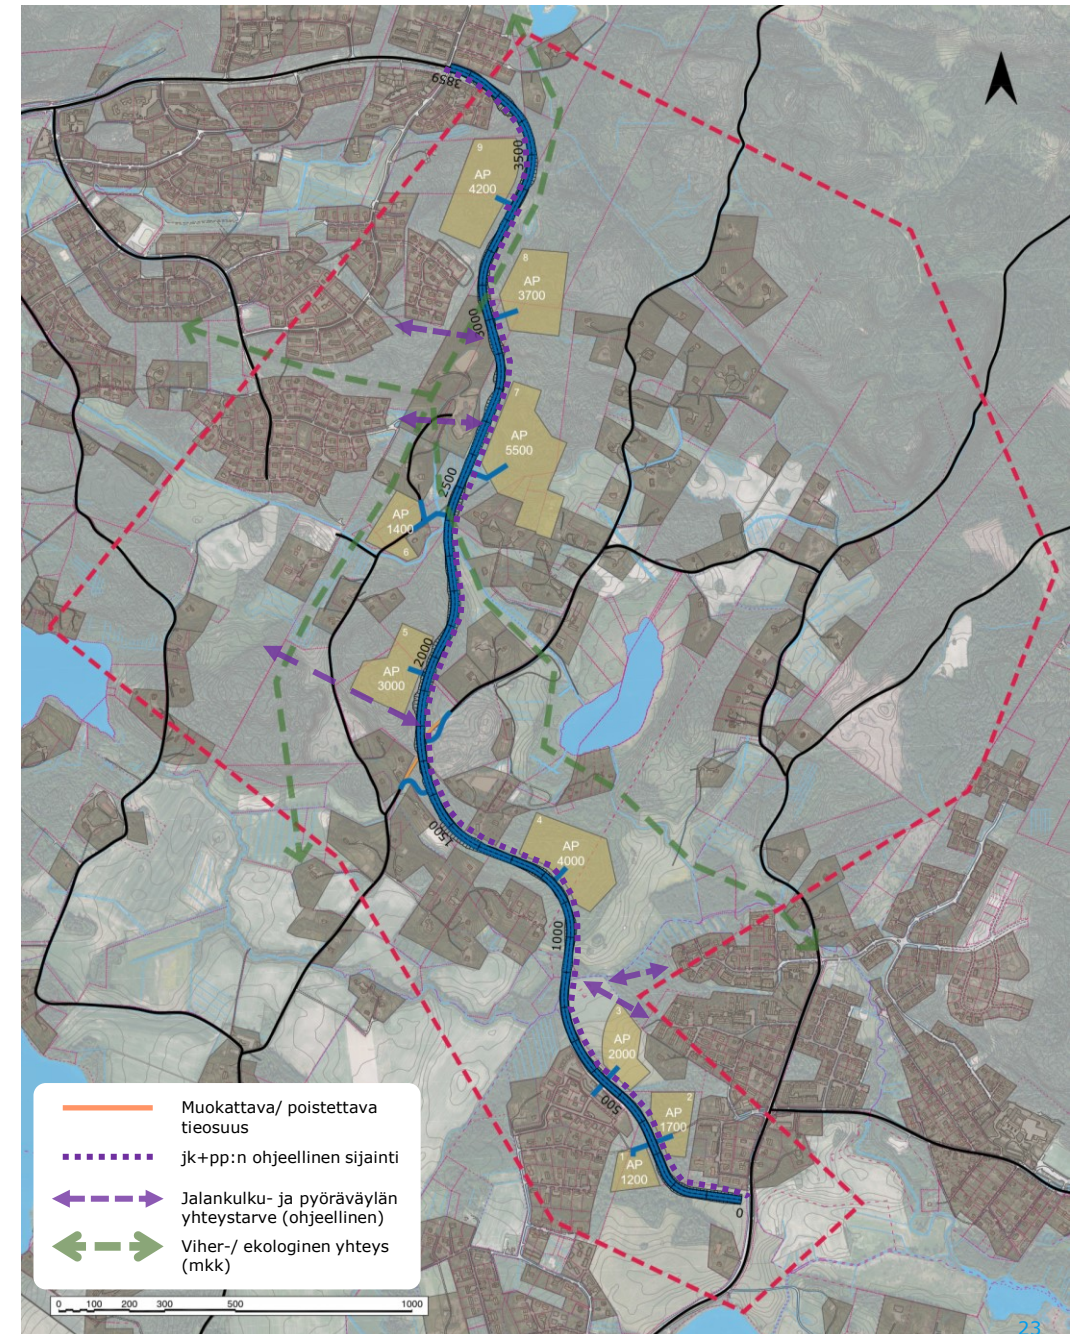 3859
3500
9
AP
4200
8
AP
3700
3000
7
AP
5500
2500
AP
1400
6
5
2000
AP
3000
1500
4
AP
4000
1000
3
AP
2000
500
2
AP
1700
1
AP
1200
0
Muokattava/ poistettava
tieosuus
jk+pp:n ohjeellinen sijainti
Jalankulku- ja pyöräväylän
yhteystarve (ohjeellinen)
Viher-/ ekologinen yhteys
(mkk)
0 100 200 300 500 1000
23